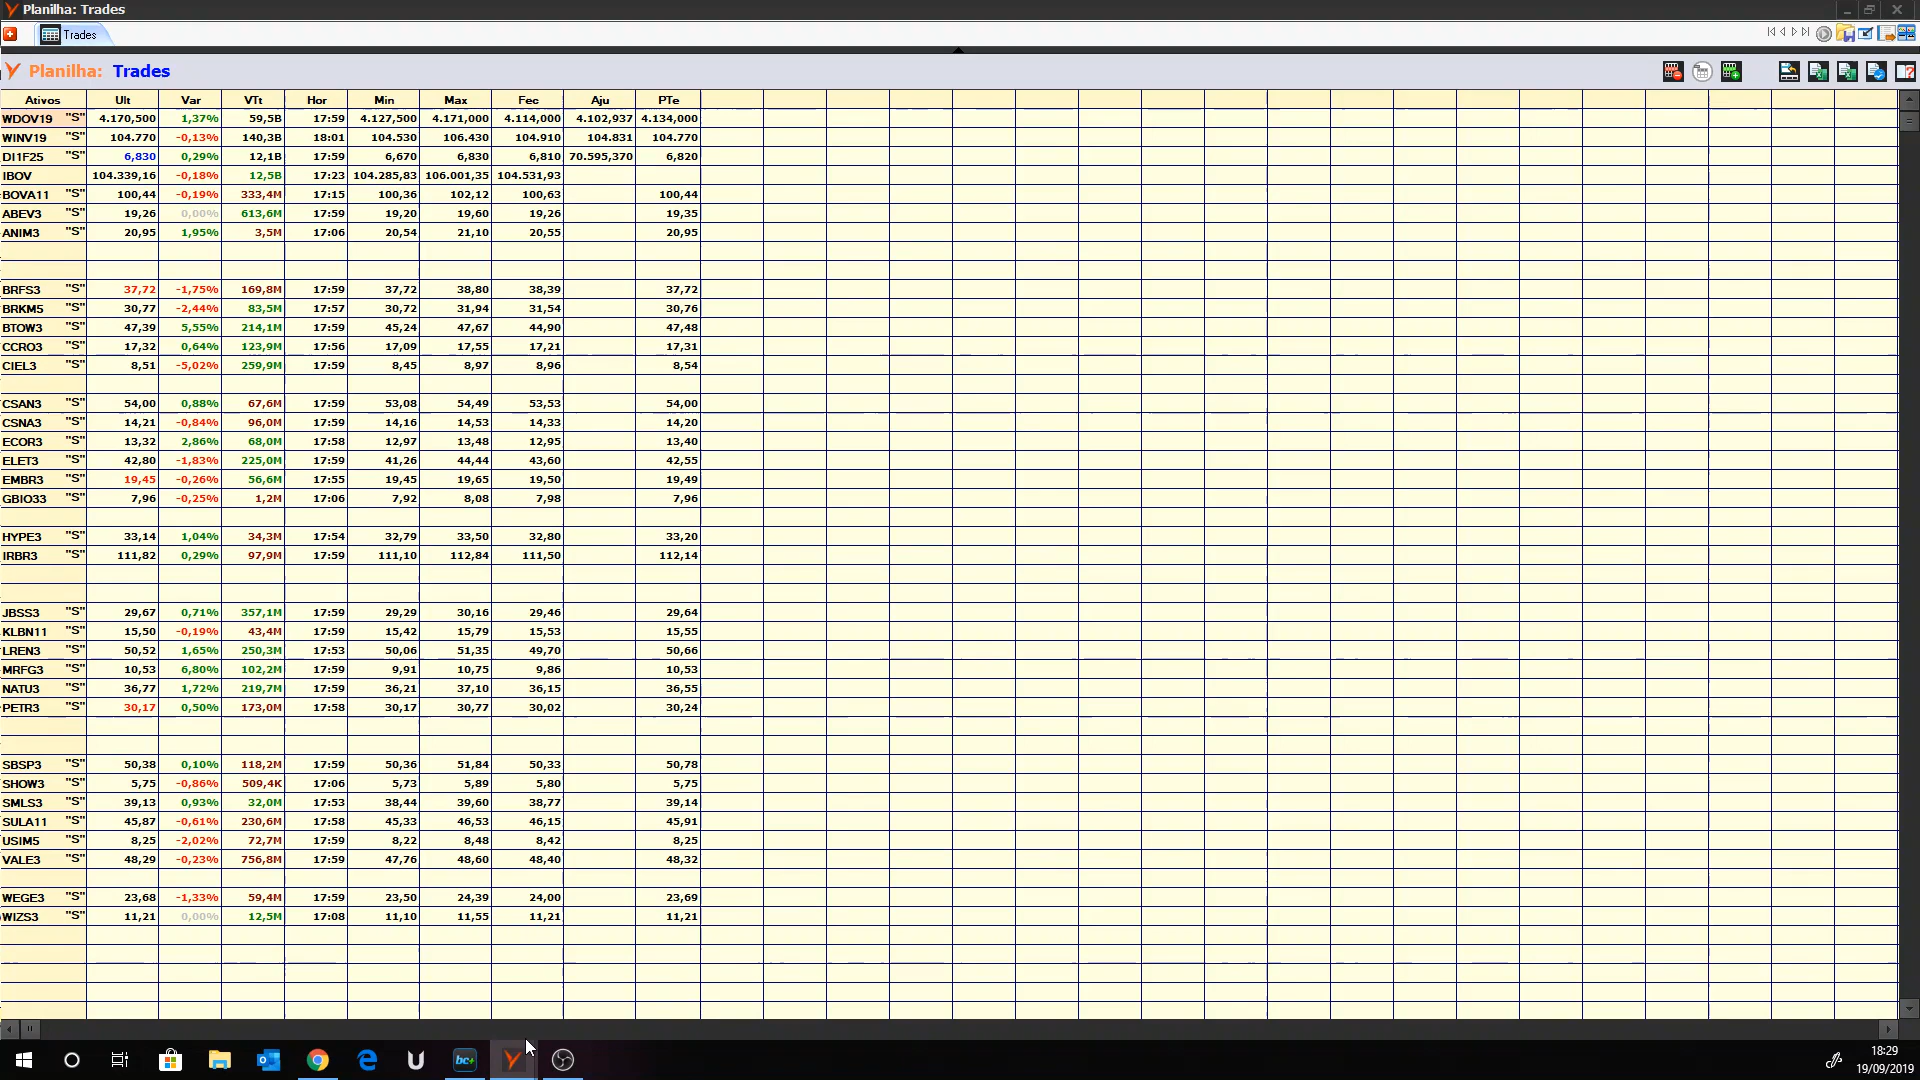 Planilha: Trades
Trades
Planilha: Trades
Ativos Ult Var VTt Hor Min Max Fec Aju PTe
WDOV19 "S" 4.170,500 1,37% 59,5B 17:59 4.127,500 4.171,000 4.114,000 4.102,937 4.134,000
WINV19 "S" 104.770 -0,13% 140,3B 18:01 104.530 106.430 104.910 104.831 104.770
DI1F25 "S" 6,830 0,29% 12,1B 17:59 6,670 6,830 6,810 70.595,370 6,820
IBOV 104.339,16 -0,18% 12,5B 17:23 104.285,83 106.001,35 104.531,93
BOVA11 "S" 100,44 -0,19% 333,4M 17:15 100,36 102,12 100,63 100,44
ABEV3 "S" 19,26 0,00% 613,6M 17:59 19,20 19,60 19,26 19,35
ANIM3 "S" 20,95 1,95% 3,5M 17:06 20,54 21,10 20,55 20,95
BRFS3 "S" 37,72 -1,75% 169,8M 17:59 37,72 38,80 38,39 37,72
BRKM5 "S" 30,77 -2,44% 83,5M 17:57 30,72 31,94 31,54 30,76
BTOW3 "S" 47,39 5,55% 214,1M 17:59 45,24 47,67 44,90 47,48
CCRO3 "S" 17,32 0,64% 123,9M 17:56 17,09 17,55 17,21 17,31
CIEL3 "S" 8,51 -5,02% 259,9M 17:59 8,45 8,97 8,96 8,54
CSAN3 "S" 54,00 0,88% 67,6M 17:59 53,08 54,49 53,53 54,00
CSNA3 "S" 14,21 -0,84% 96,0M 17:59 14,16 14,53 14,33 14,20
ECOR3 "S" 13,32 2,86% 68,0M 17:58 12,97 13,48 12,95 13,40
ELET3 "S" 42,80 -1,83% 225,0M 17:59 41,26 44,44 43,60 42,55
EMBR3 "S" 19,45 -0,26% 56,6M 17:55 19,45 19,65 19,50 19,49
GBIO33 "S" 7,96 -0,25% 1,2M 17:06 7,92 8,08 7,98 7,96
HYPE3 "S" 33,14 1,04% 34,3M 17:54 32,79 33,50 32,80 33,20
IRBR3 "S" 111,82 0,29% 97,9M 17:59 111,10 112,84 111,50 112,14
JBSS3 "S" 29,67 0,71% 357,1M 17:59 29,29 30,16 29,46 29,64
KLBN11 "S" 15,50 -0,19% 43,4M 17:59 15,42 15,79 15,53 15,55
LREN3 "S" 50,52 1,65% 250,3M 17:53 50,06 51,35 49,70 50,66
MRFG3 "S" 10,53 6,80% 102,2M 17:59 9,91 10,75 9,86 10,53
NATU3 "S" 36,77 1,72% 219,7M 17:59 36,21 37,10 36,15 36,55
PETR3 "S" 30,17 0,50% 173,0M 17:58 30,17 30,77 30,02 30,24
SBSP3 "S" 50,38 0,10% 118,2M 17:59 50,36 51,84 50,33 50,78
SHOW3 "S" 5,75 -0,86% 509,4K 17:06 5,73 5,89 5,80 5,75
SMLS3 "S" 39,13 0,93% 32,0M 17:53 38,44 39,60 38,77 39,14
SULA11 "S" 45,87 -0,61% 230,6M 17:58 45,33 46,53 46,15 45,91
USIM5 "S" 8,25 -2,02% 72,7M 17:59 8,22 8,48 8,42 8,25
VALE3 "S" 48,29 -0,23% 756,8M 17:59 47,76 48,60 48,40 48,32
WEGE3 "S" 23,68 -1,33% 59,4M 17:59 23,50 24,39 24,00 23,69
WIZS3 "S" 11,21 0,00% 12,5M 17:08 11,10 11,55 11,21 11,21
bc+
18:29
19/09/2019